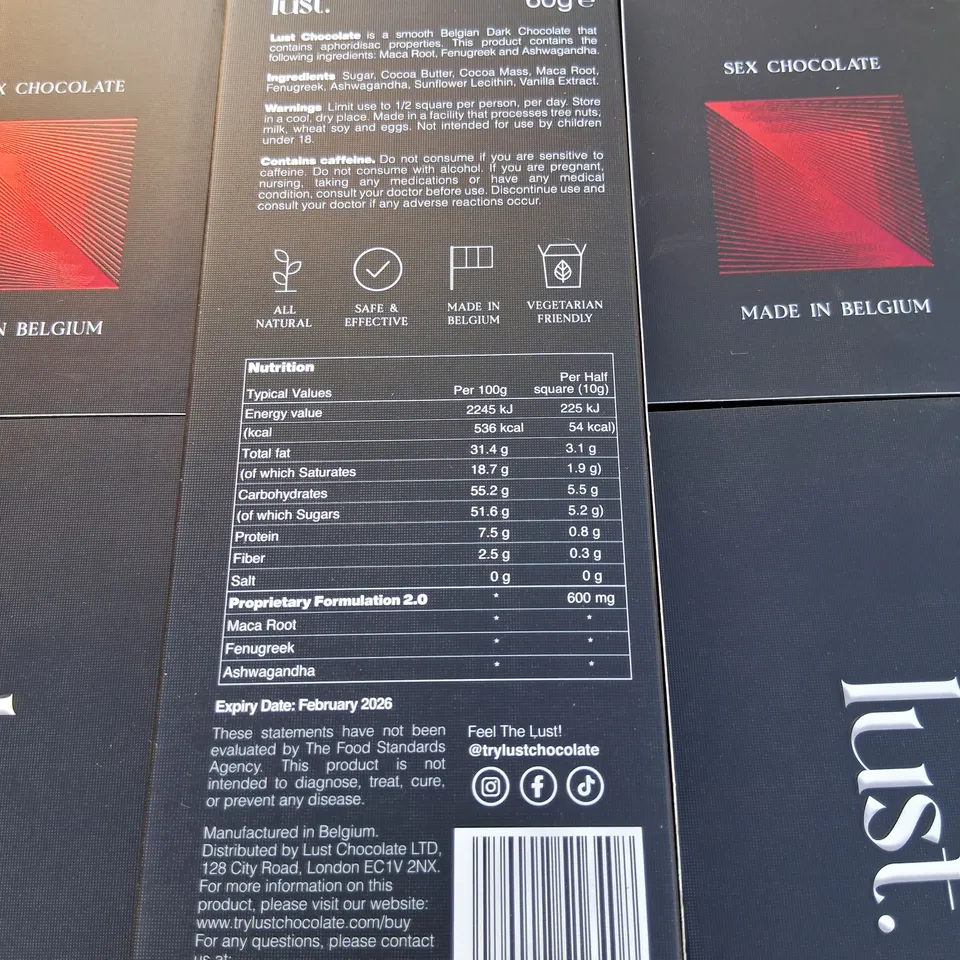 lust.
60g e
Lust Chocolate is a smooth Belgian Dark Chocolate that
contains aphoridisac properties. This product contains the
following ingredients: Maca Root, Fenugreek and Ashwagandha.
Ingredients Sugar, Cocoa Butter, Cocoa Mass, Maca Root,
Fenugreek, Ashwagandha, Sunflower Lecithin, Vanilla Extract.
Warnings Limit use to 1/2 square per person, per day. Store
in a cool, dry place. Made in a facility that processes tree nuts,
milk, wheat soy and eggs. Not intended for use by children
under 18.
Contains caffeine. Do not consume if you are sensitive to
caffeine. Do not consume with alcohol. If you are pregnant,
nursing, taking any medications or have any medical
condition, consult your doctor before use. Discontinue use and
consult your doctor if any adverse reactions occur.
ALL
NATURAL
SAFE &
EFFECTIVE
MADE IN
BELGIUM
VEGETARIAN
FRIENDLY
Nutrition
Typical Values Per 100g Per Half
square (10g)
Energy value 2245 kJ 225 kJ
(kcal 536 kcal 54 kcal)
Total fat 31.4 g 3.1 g
(of which Saturates 18.7 g 1.9 g)
Carbohydrates 55.2 g 5.5 g
(of which Sugars 51.6 g 5.2 g)
Protein 7.5 g 0.8 g
Fiber 2.5 g 0.3 g
Salt 0 g 0 g
Proprietary Formulation 2.0 * 600 mg
Maca Root * *
Fenugreek * *
Ashwagandha * *
Expiry Date: February 2026
These statements have not been
evaluated by The Food Standards
Agency. This product is not
intended to diagnose, treat, cure,
or prevent any disease.
Feel The Lust!
@trylustchocolate
Manufactured in Belgium.
Distributed by Lust Chocolate LTD,
128 City Road, London EC1V 2NX.
For more information on this
product, please visit our website:
www.trylustchocolate.com/buy
For any questions, please contact
us at:
X CHOCOLATE
N BELGIUM
SEX CHOCOLATE
MADE IN BELGIUM
lust.